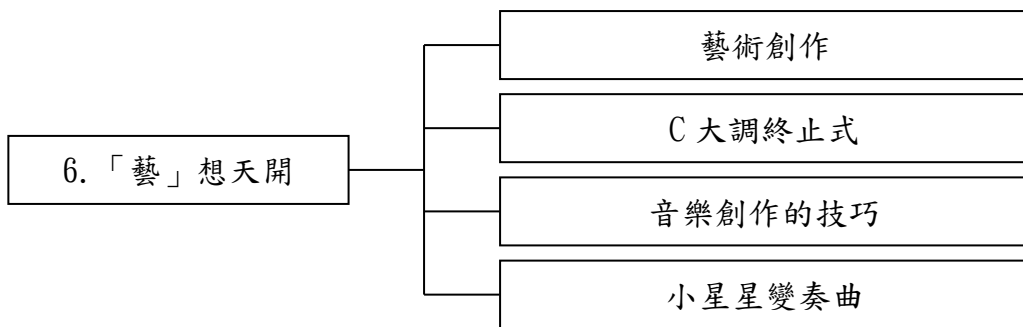 6.「藝」想天開
藝術創作
C 大調終止式
音樂創作的技巧
小星星變奏曲